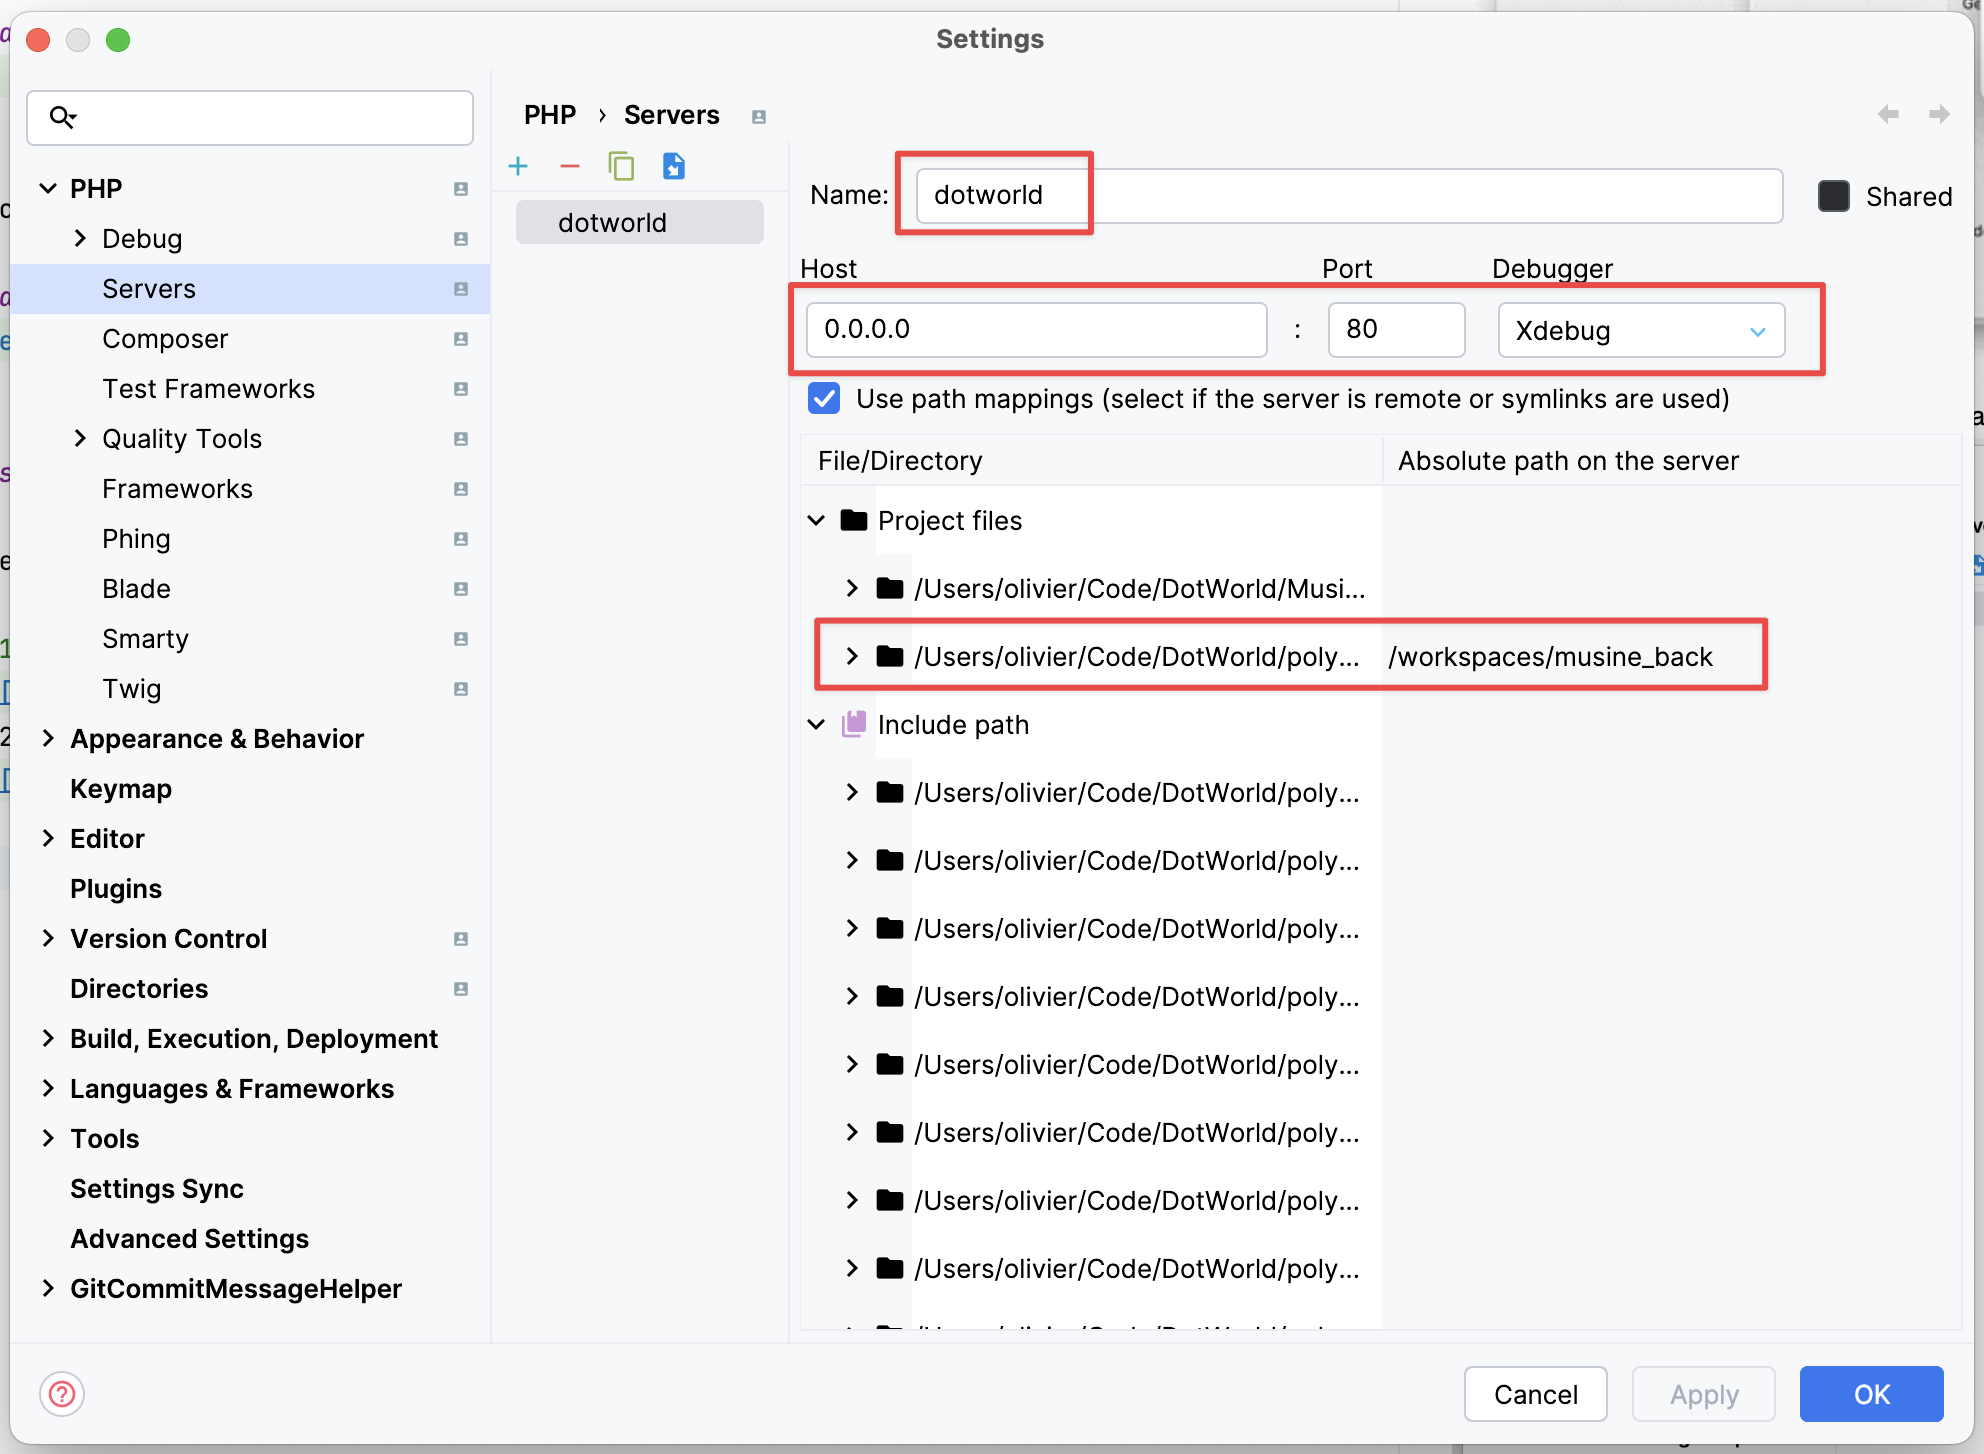 Settings
PHP
Debug
Servers
Composer
Test Frameworks
Quality Tools
Frameworks
Phing
Blade
Smarty
Twig
Appearance & Behavior
Keymap
Editor
Plugins
Version Control
Directories
Build, Execution, Deployment
Languages & Frameworks
Tools
Settings Sync
Advanced Settings
GitCommitMessageHelper
PHP › Servers
dotworld
Name: dotworld Shared
Host Port Debugger
0.0.0.0 : 80 Xdebug
Use path mappings (select if the server is remote or symlinks are used)
File/Directory Absolute path on the server
Project files
/Users/olivier/Code/DotWorld/Musi...
/Users/olivier/Code/DotWorld/poly... /workspaces/musine_back
Include path
/Users/olivier/Code/DotWorld/poly...
/Users/olivier/Code/DotWorld/poly...
/Users/olivier/Code/DotWorld/poly...
/Users/olivier/Code/DotWorld/poly...
/Users/olivier/Code/DotWorld/poly...
/Users/olivier/Code/DotWorld/poly...
/Users/olivier/Code/DotWorld/poly...
/Users/olivier/Code/DotWorld/poly...
Cancel Apply OK